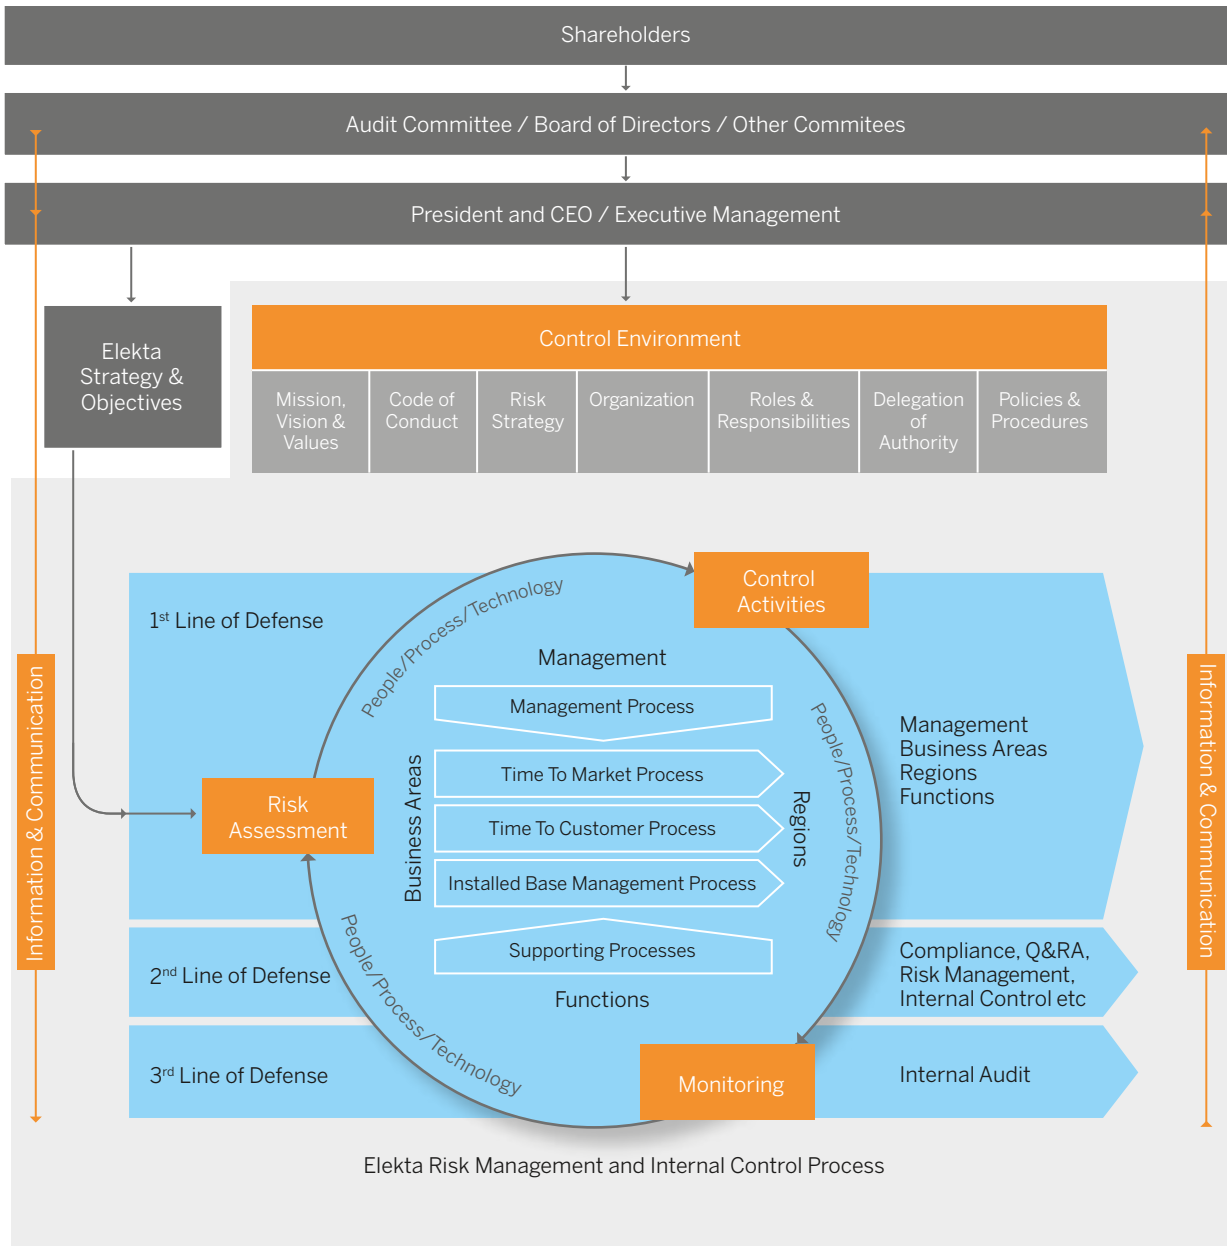 Shareholders
Audit Committee / Board of Directors / Other Commitees
President and CEO / Executive Management
Elekta
Strategy &
Objectives
Control Environment
Mission,
Vision &
Values
Code of
Conduct
Risk
Strategy
Organization
Roles &
Responsibilities
Delegation
of
Authority
Policies &
Procedures
Information & Communication
1st Line of Defense
People/Process/Technology
Control
Activities
Management
Management Process
Business Areas
Time To Market Process
Time To Customer Process
Installed Base Management Process
Regions
Supporting Processes
Functions
Risk
Assessment
People/Process/Technology
Management
Business Areas
Regions
Functions
Information & Communication
2nd Line of Defense
People/Process/Technology
Compliance, Q&RA,
Risk Management,
Internal Control etc
3rd Line of Defense
Monitoring
Internal Audit
Elekta Risk Management and Internal Control Process